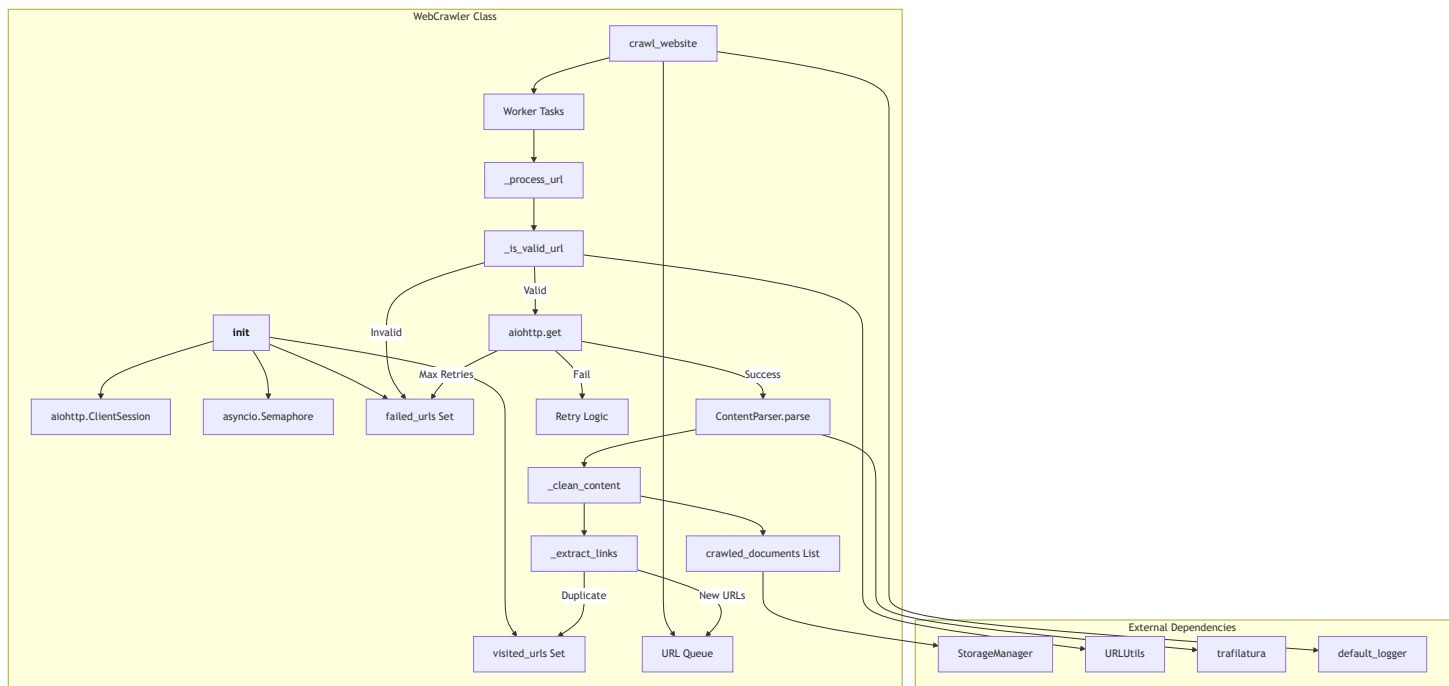 WebCrawler Class
crawl_website
Worker Tasks
_process_url
_is_valid_url
Valid
init
Invalid
aiohttp.get
Max Retries
Fail
Success
aiohttp.ClientSession
asyncio.Semaphore
failed_urls Set
Retry Logic
ContentParser.parse
_clean_content
_extract_links
crawled_documents List
Duplicate
New URLs
External Dependencies
visited_urls Set
URL Queue
StorageManager
URLUtils
trafilatura
default_logger